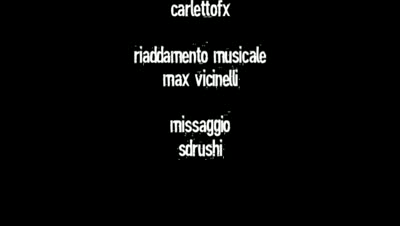 carlettofx
riaddamento musicale
max vicinelli
missaggio
sdrushi